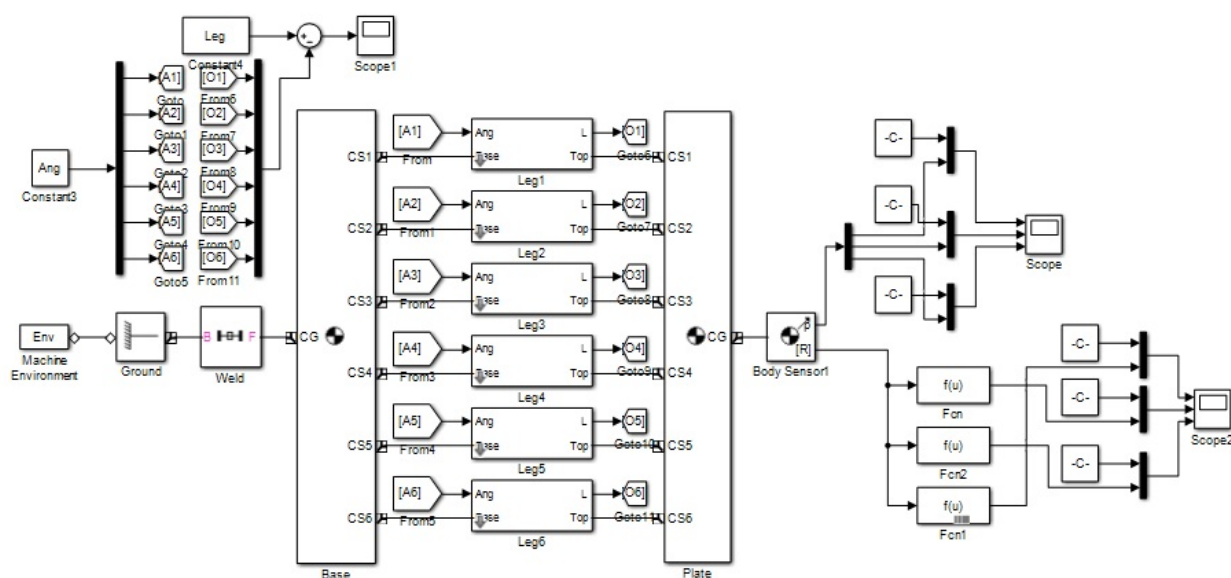 Leg
Constant4
Scope1
Ang
Constant3
[A1]
Goto
[A2]
Goto1
[A3]
Goto2
[A4]
Goto3
[A5]
Goto4
[A6]
Goto5
[O1]
From6
[O2]
From7
[O3]
From8
[O4]
From9
[O5]
From10
[O6]
From11
Env
Machine
Environment
Ground
B
F
Weld
CS1
CS2
CS3
CG
CS4
CS5
CS6
Base
[A1]
From
Ang
L
Base
Top
Leg1
[O1]
Goto6
[A2]
From1
Ang
L
Base
Top
Leg2
[O2]
Goto7
[A3]
From2
Ang
L
Base
Top
Leg3
[O3]
Goto8
[A4]
From3
Ang
L
Base
Top
Leg4
[O4]
Goto9
[A5]
From4
Ang
L
Base
Top
Leg5
[O5]
Goto10
[A6]
From5
Ang
L
Base
Top
Leg6
[O6]
Goto11
CS1
CS2
CS3
CG
CS4
CS5
CS6
Plate
p
[R]
Body Sensor1
-C-
-C-
-C-
Scope
f(u)
Fcn
f(u)
Fcn2
f(u)
Fcn1
-C-
-C-
-C-
Scope2